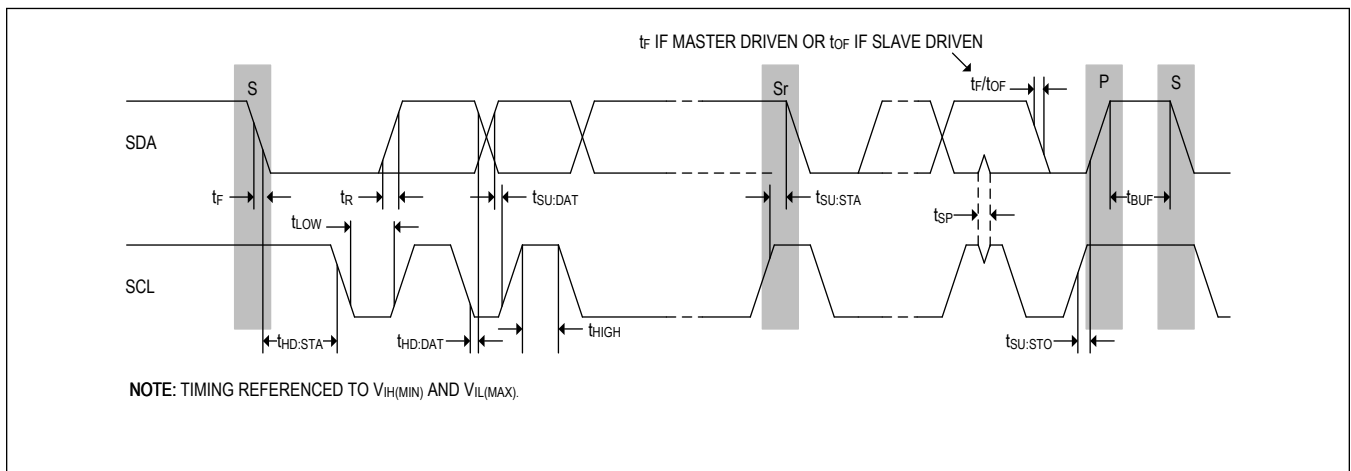 tF IF MASTER DRIVEN OR tOF IF SLAVE DRIVEN
S
Sr
tF/tOF
P
S
SDA
tF
tR
tSU:DAT
tSU:STA
tSP
tBUF
tLOW
SCL
tHD:STA
tHD:DAT
tHIGH
tSU:STO
NOTE: TIMING REFERENCED TO VIH(MIN) AND VIL(MAX).